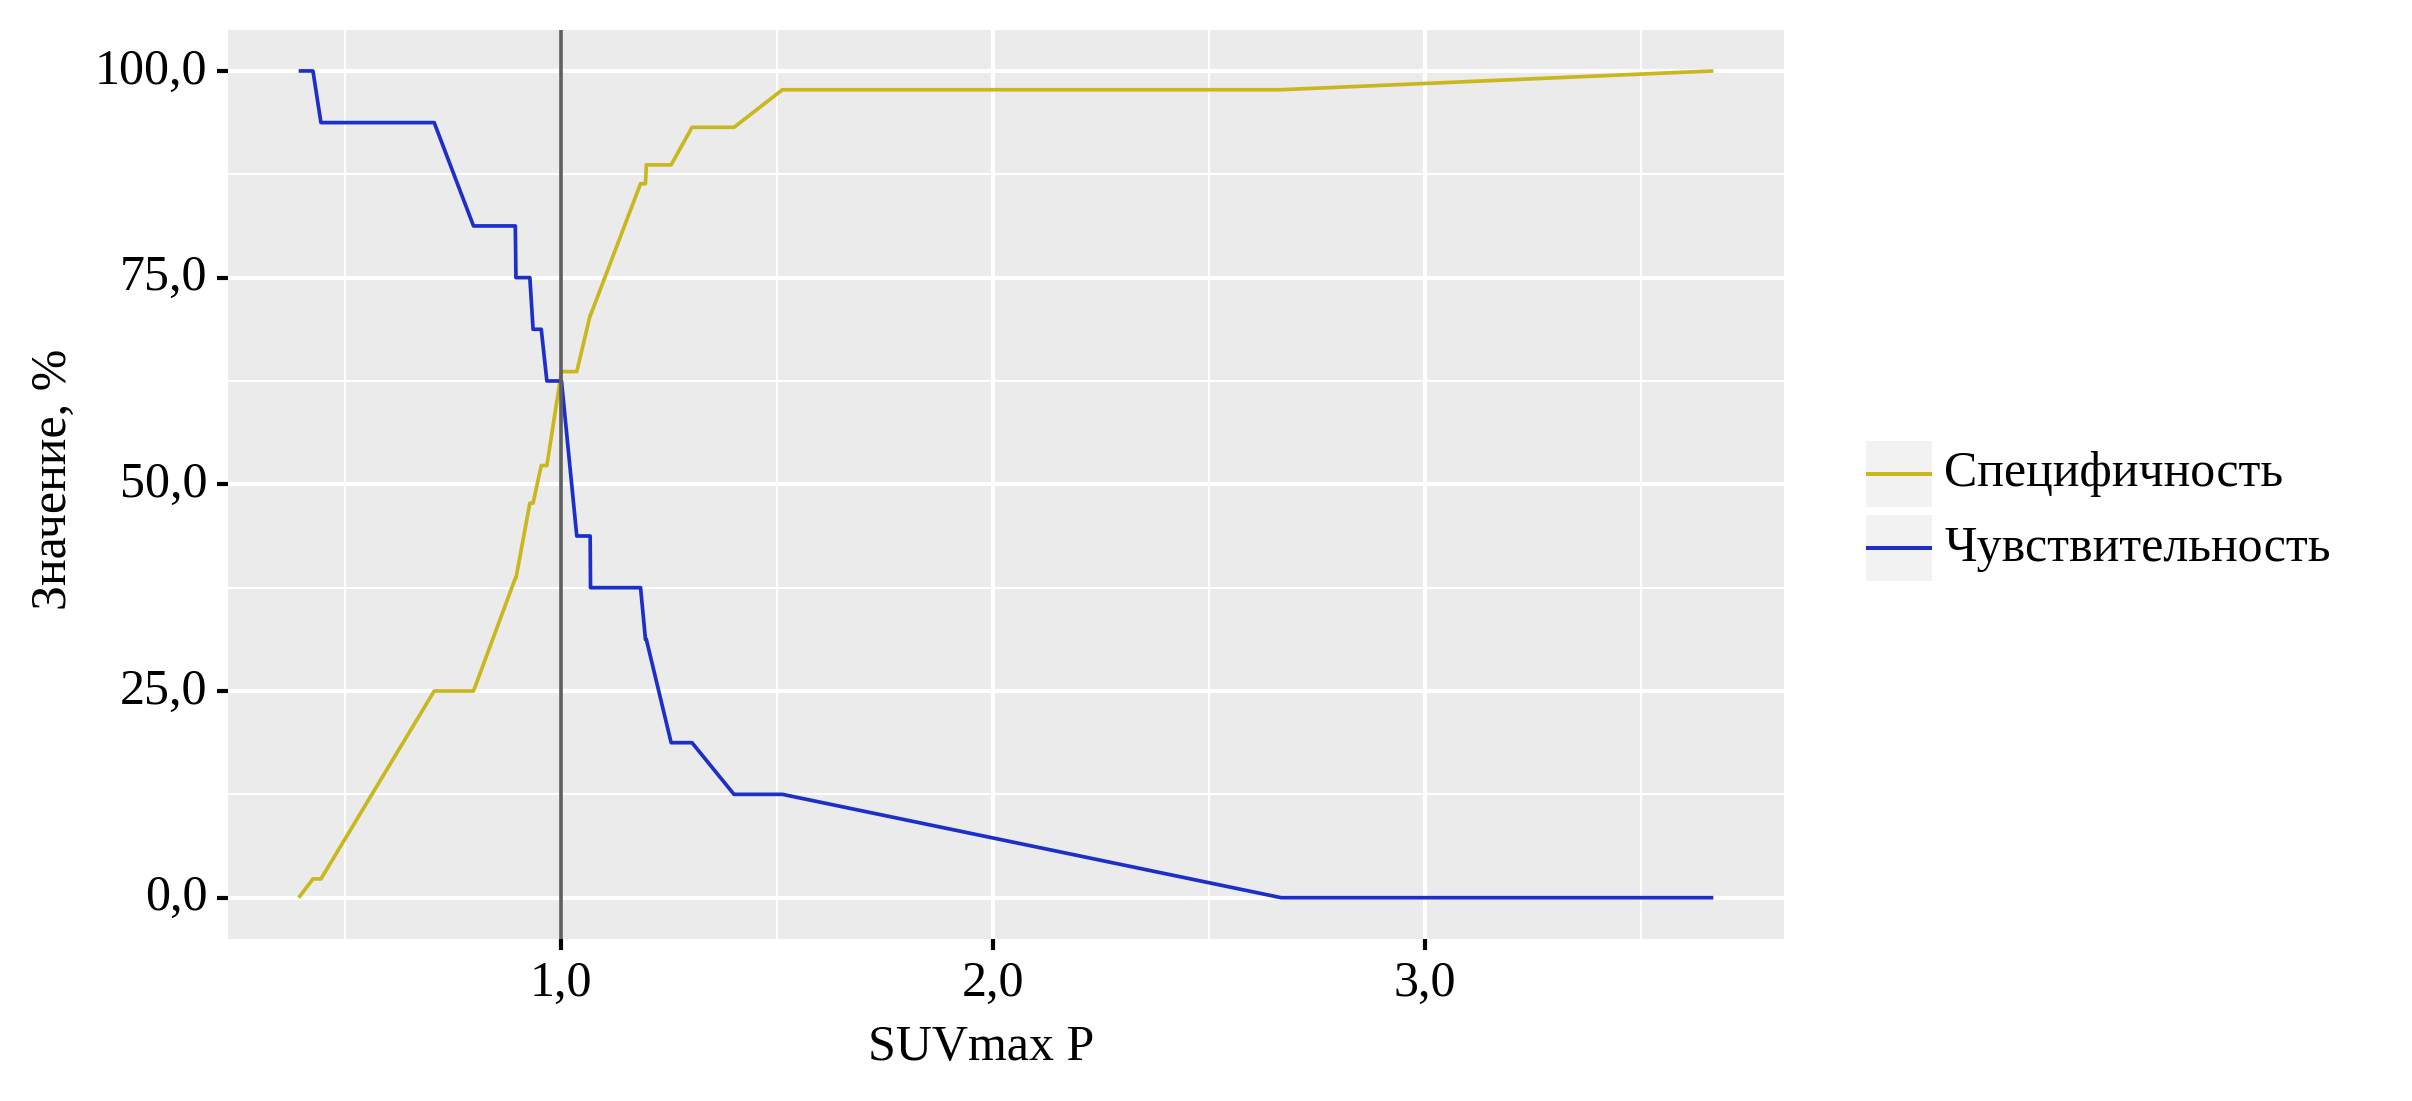 100,0
75,0
50,0
25,0
0,0
Значение, %
1,0 2,0 3,0
SUVmax P
Специфичность
Чувствительность